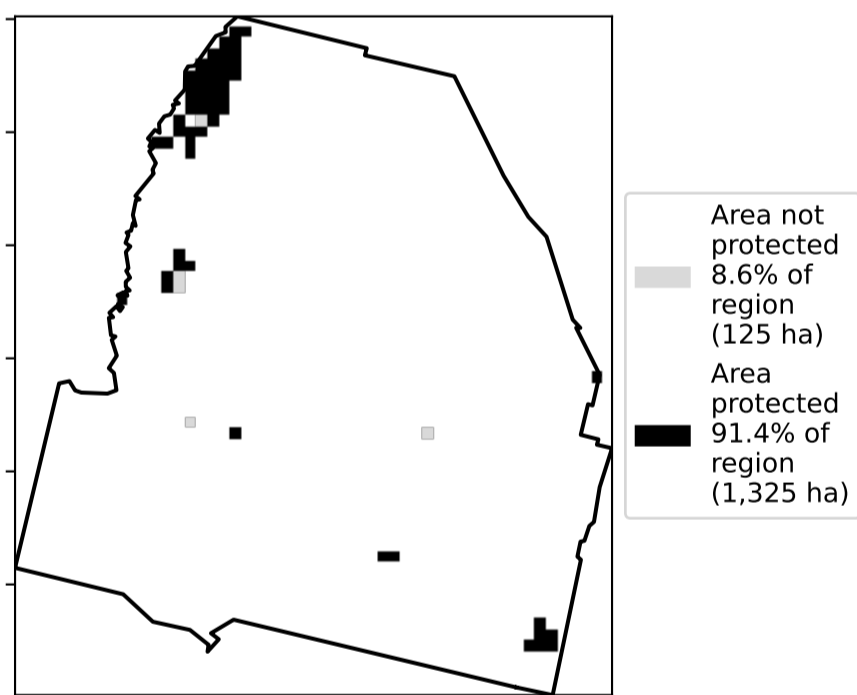 Area not
protected
8.6% of
region
(125 ha)
Area
protected
91.4% of
region
(1,325 ha)